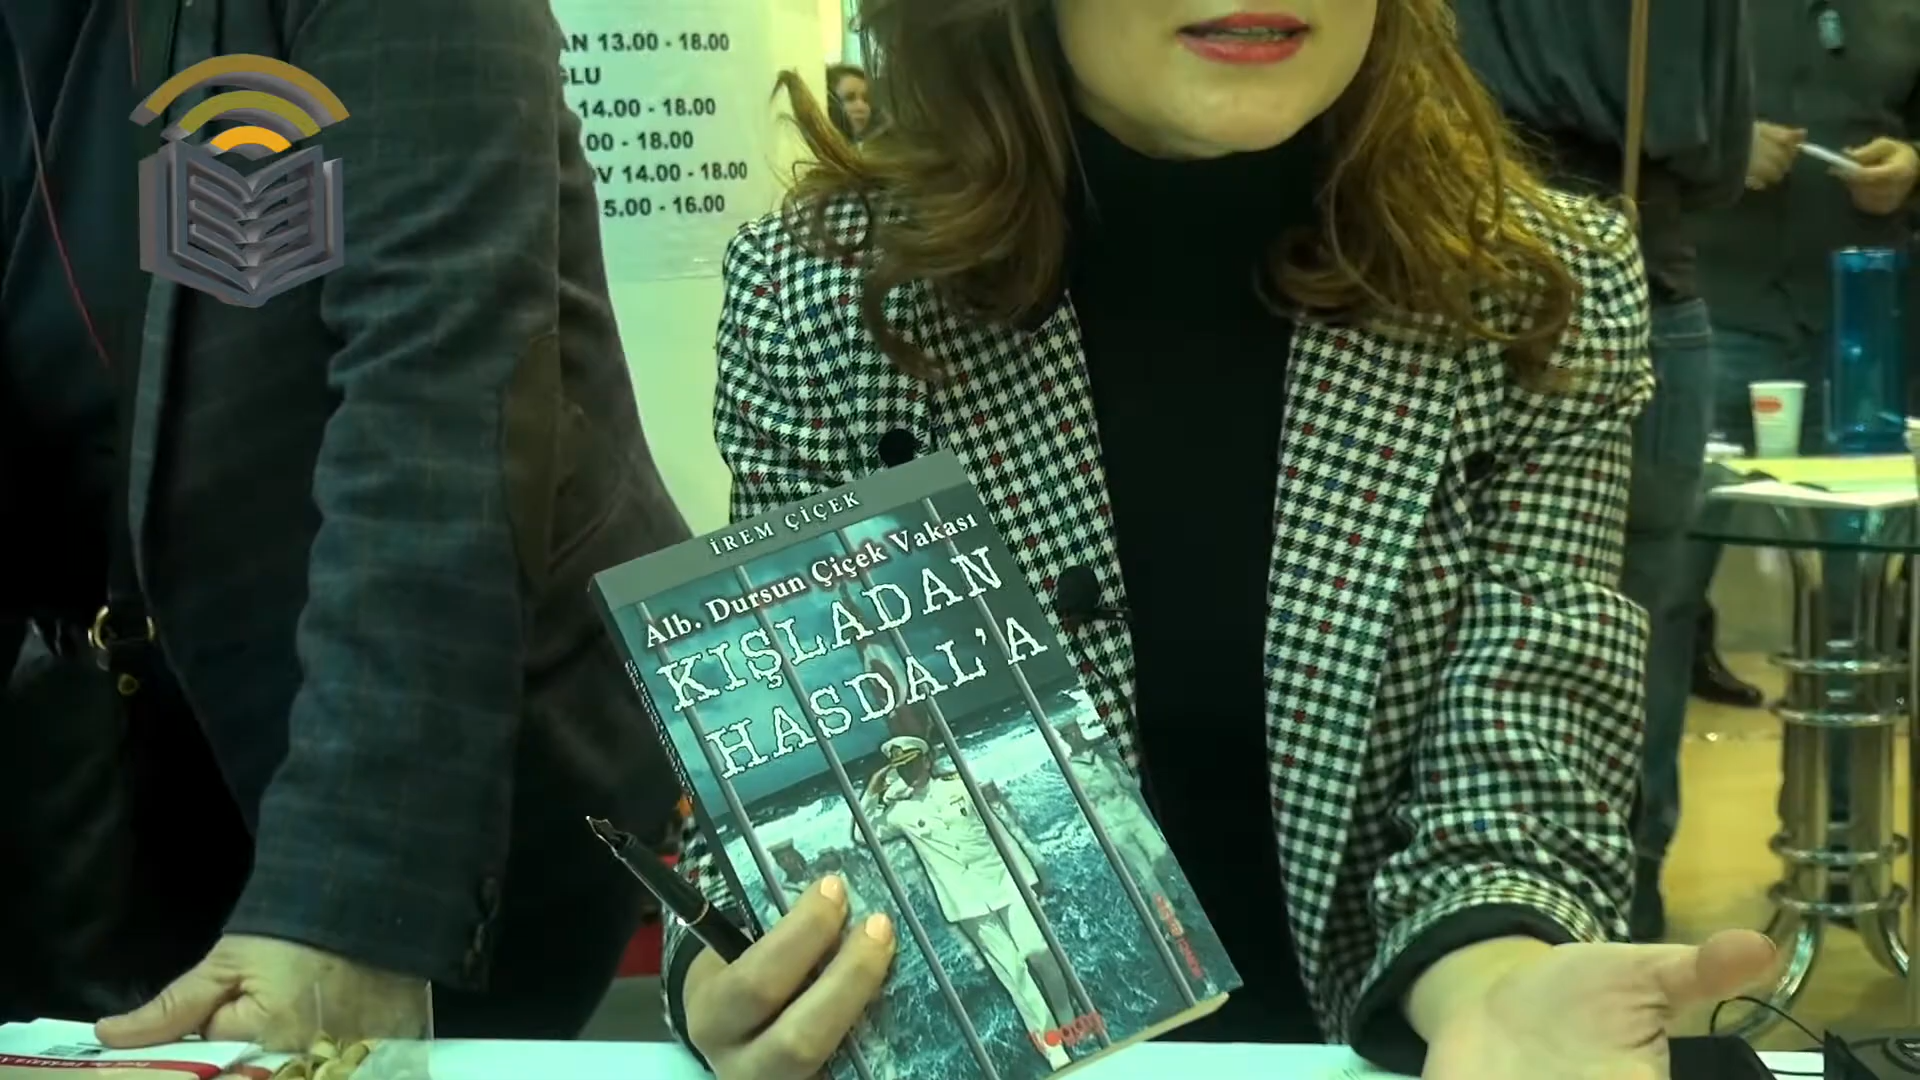 AN 13.00 - 18.00
ĞLU
14.00 - 18.00
00 - 18.00
OV 14.00 - 18.00
5.00 - 16.00
İREM ÇİÇEK
Alb. Dursun Çiçek Vakası
KIŞLADAN
HASDAL'A